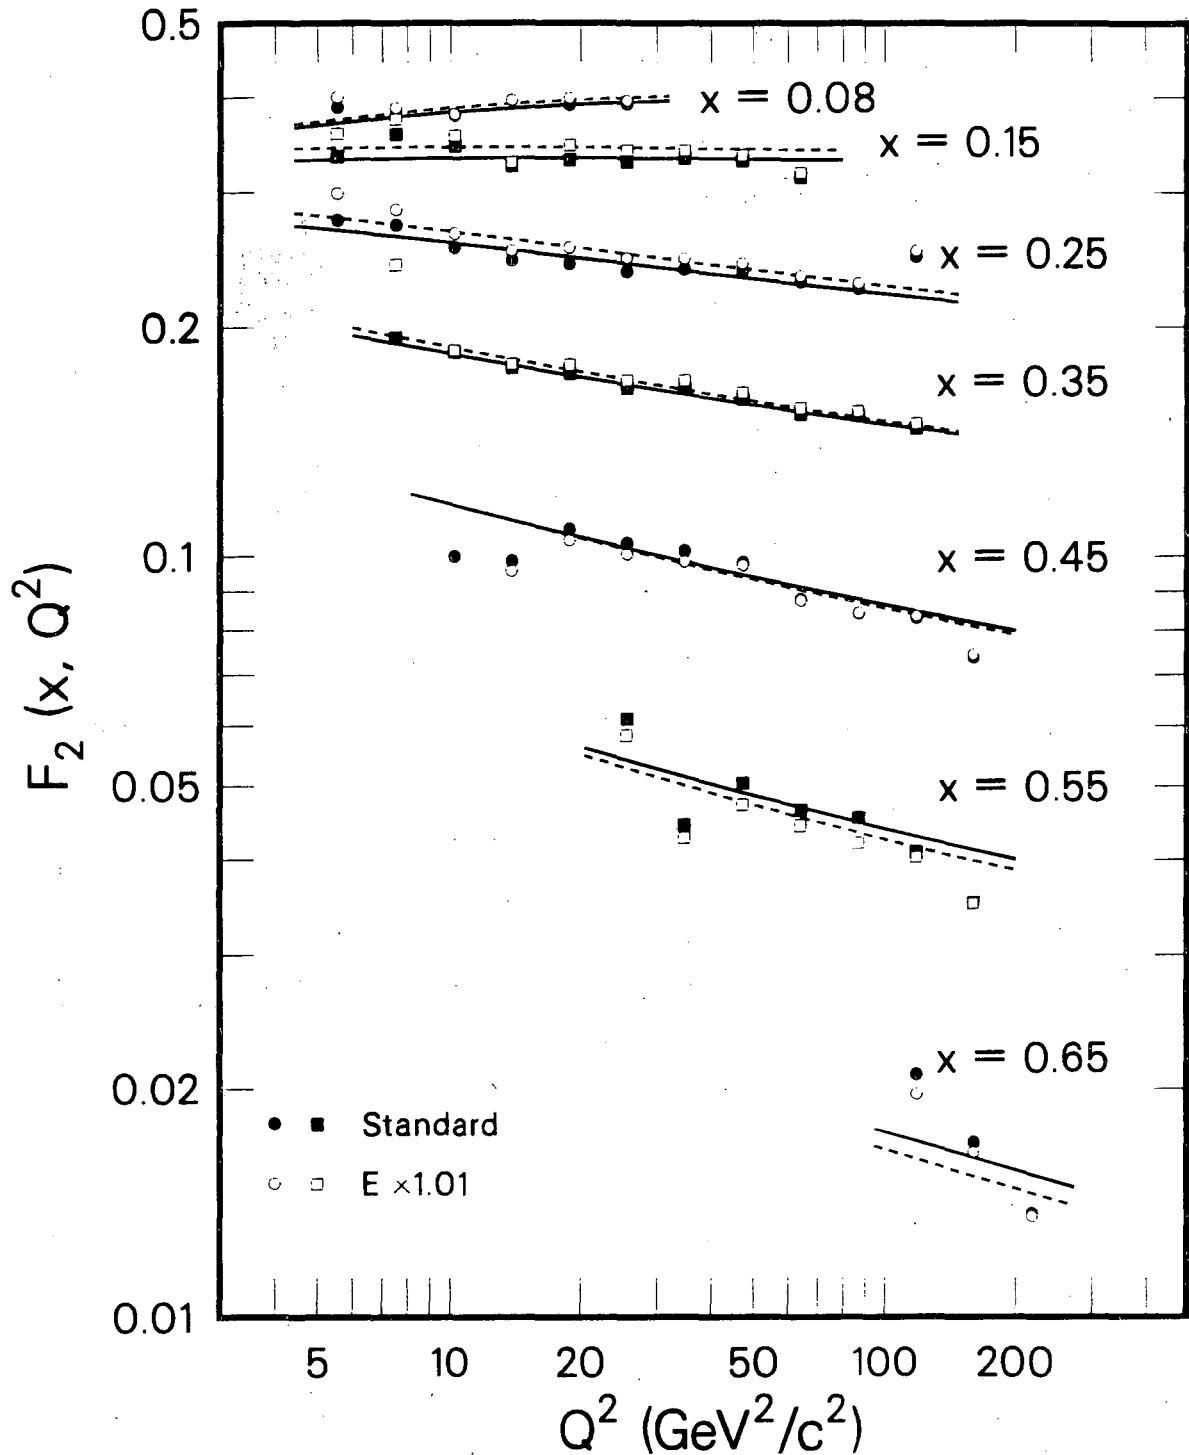 0.5
x = 0.08
x = 0.15
x = 0.25
0.2
x = 0.35
0.1
x = 0.45
F₂ (x, Q²)
0.05
x = 0.55
x = 0.65
0.02
Standard
E ×1.01
0.01
5 10 20 50 100 200
Q² (GeV²/c²)